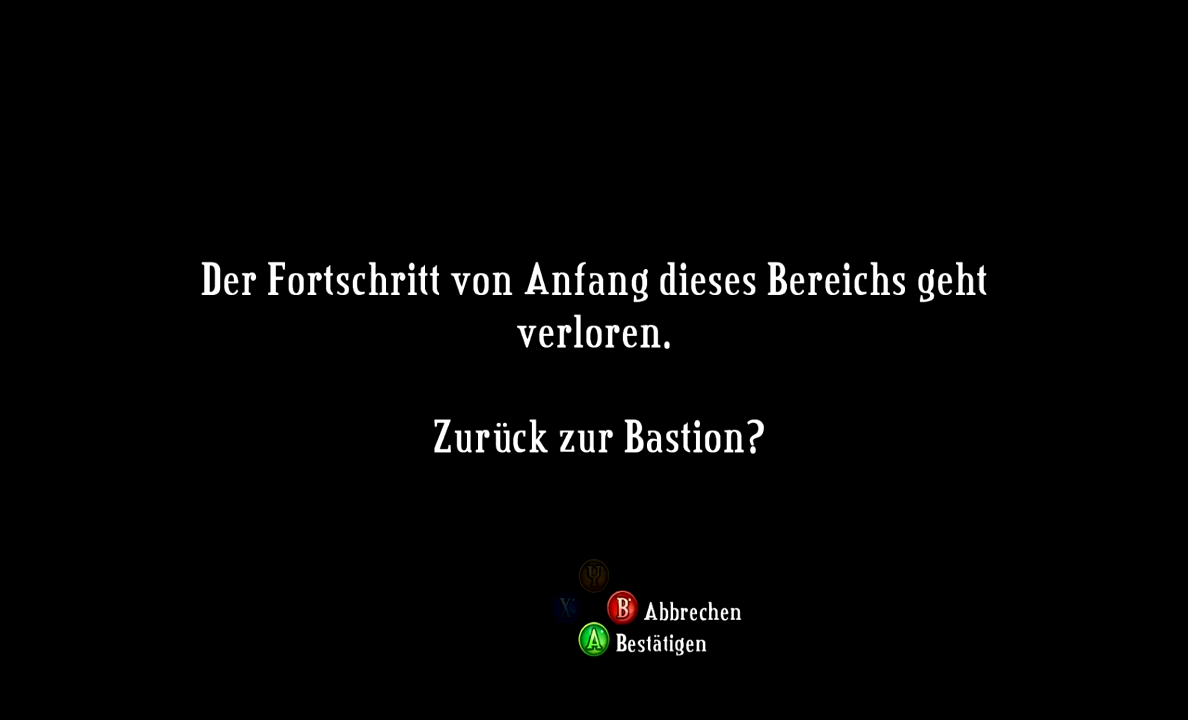 Der Fortschritt von Anfang dieses Bereichs geht
verloren.
Zurück zur Bastion?
Y
X
B Abbrechen
A Bestätigen